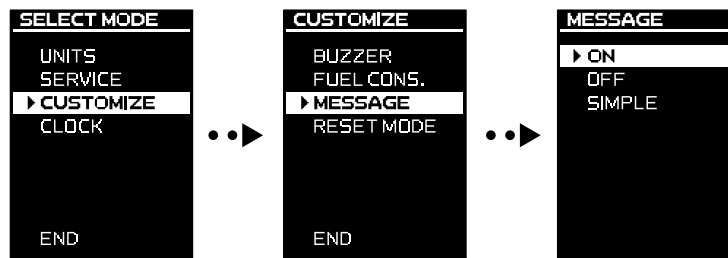 SELECT MODE
UNITS
SERVICE
CUSTOMIZE
CLOCK
END
CUSTOMIZE
BUZZER
FUEL CONS.
MESSAGE
RESET MODE
END
MESSAGE
ON
OFF
SIMPLE